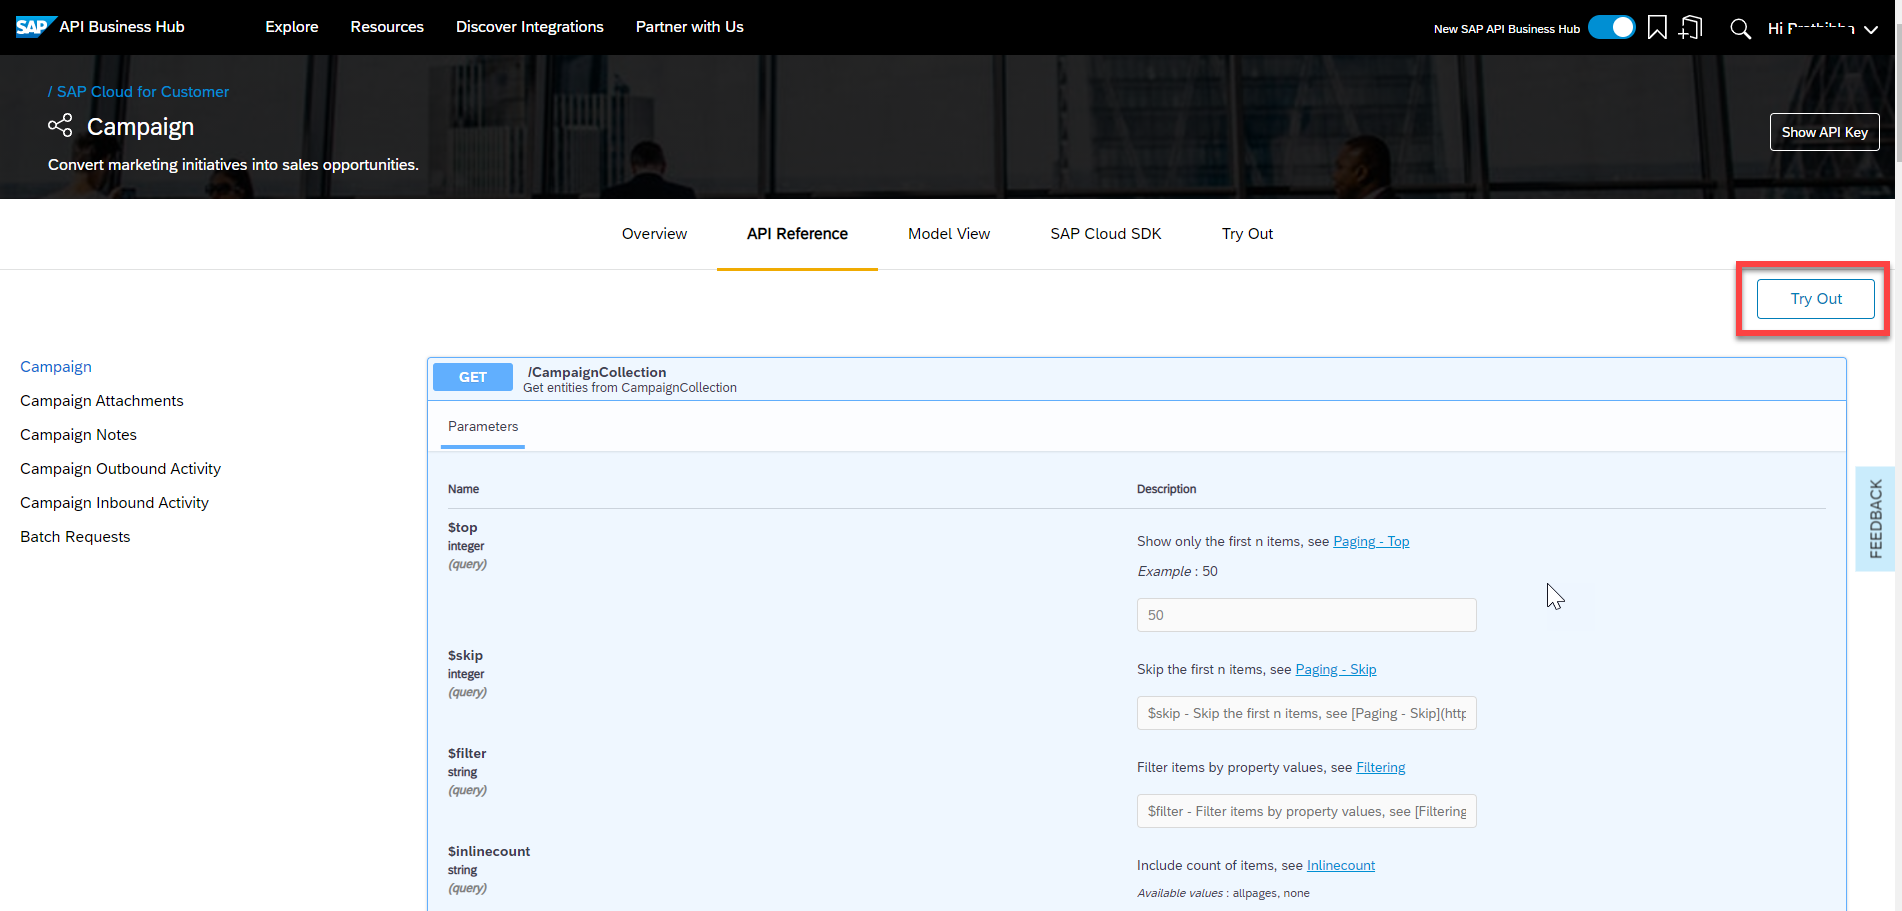 SAP API Business Hub
Explore
Resources
Discover Integrations
Partner with Us
New SAP API Business Hub
Hi
/ SAP Cloud for Customer
Campaign
Convert marketing initiatives into sales opportunities.
Show API Key
Overview
API Reference
Model View
SAP Cloud SDK
Try Out
Try Out
Campaign
Campaign Attachments
Campaign Notes
Campaign Outbound Activity
Campaign Inbound Activity
Batch Requests
GET
/CampaignCollection
Get entities from CampaignCollection
Parameters
Name
Description
$top
integer
(query)
Show only the first n items, see Paging - Top
Example : 50
50
$skip
integer
(query)
Skip the first n items, see Paging - Skip
$skip - Skip the first n items, see [Paging - Skip](http
$filter
string
(query)
Filter items by property values, see Filtering
$filter - Filter items by property values, see [Filtering
$inlinecount
string
(query)
Include count of items, see Inlinecount
Available values : allpages, none
FEEDBACK